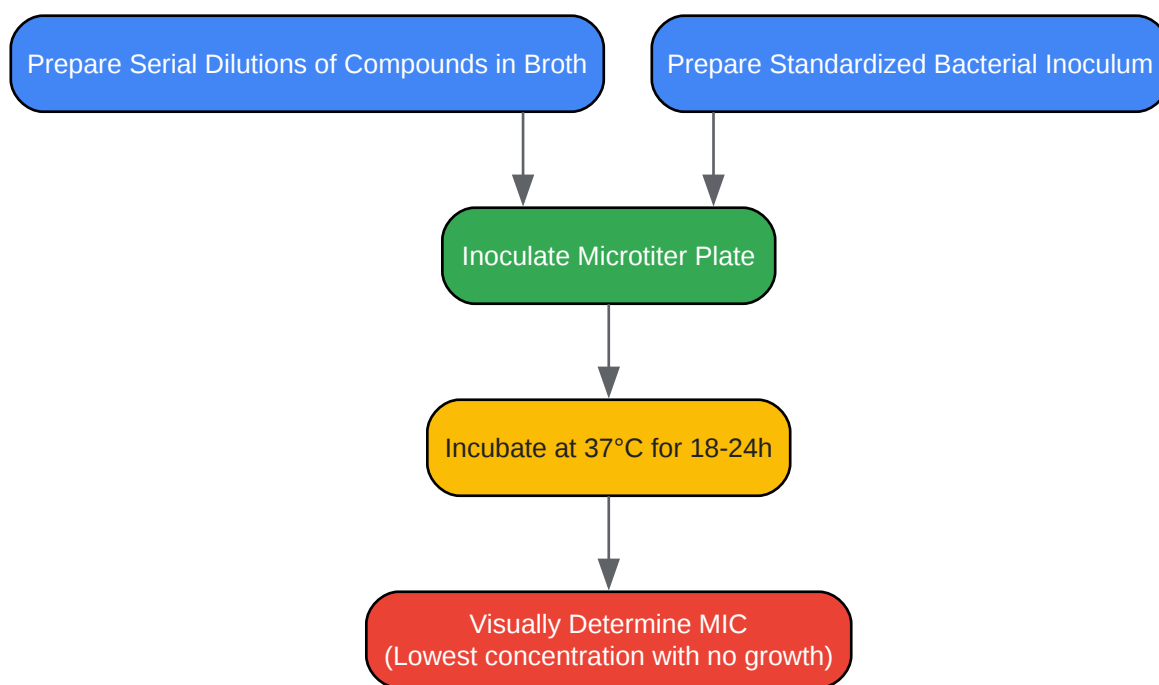 Prepare Serial Dilutions of Compounds in Broth
Prepare Standardized Bacterial Inoculum
Inoculate Microtiter Plate
Incubate at 37°C for 18-24h
Visually Determine MIC
(Lowest concentration with no growth)